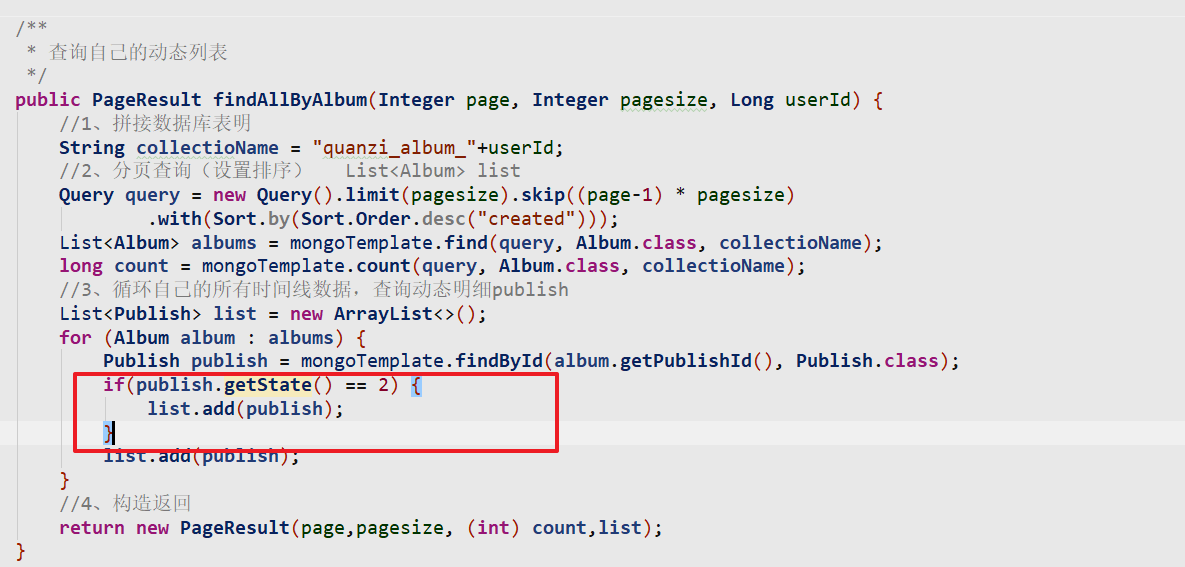 /**
 * 查询自己的动态列表
 */
public PageResult findAllByAlbum(Integer page, Integer pagesize, Long userId) {
    //1、拼接数据库表明
    String collectioName = "quanzi_album_"+userId;
    //2、分页查询（设置排序）   List<Album> list
    Query query = new Query().limit(pagesize).skip((page-1) * pagesize)
            .with(Sort.by(Sort.Order.desc("created")));
    List<Album> albums = mongoTemplate.find(query, Album.class, collectioName);
    long count = mongoTemplate.count(query, Album.class, collectioName);
    //3、循环自己的所有时间线数据，查询动态明细publish
    List<Publish> list = new ArrayList<>();
    for (Album album : albums) {
        Publish publish = mongoTemplate.findById(album.getPublishId(), Publish.class);
        if(publish.getState() == 2) {
            list.add(publish);
        }
        list.add(publish);
    }
    //4、构造返回
    return new PageResult(page,pagesize, (int) count,list);
}